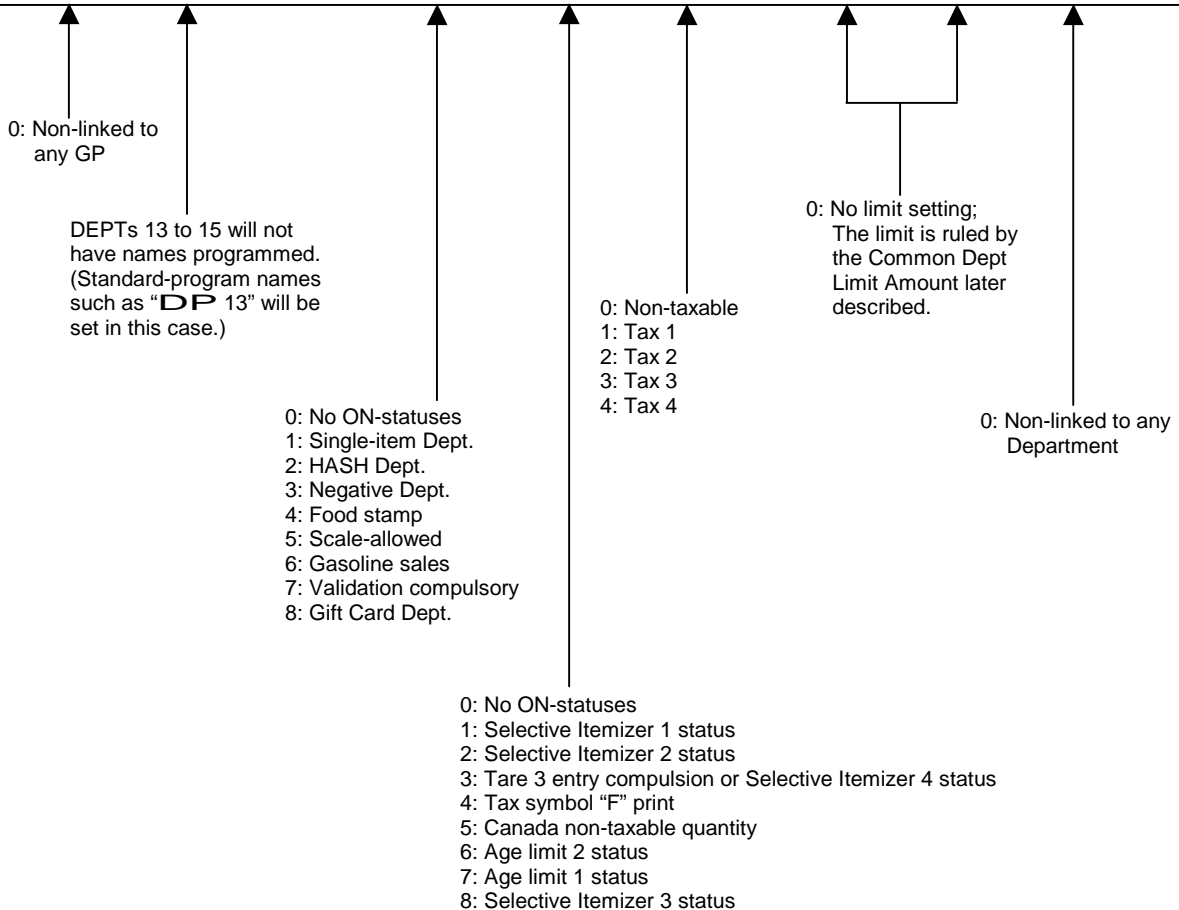 0: Non-linked to
any GP
DEPTs 13 to 15 will not
have names programmed.
(Standard-program names
such as “DP 13” will be
set in this case.)
0: No ON-statuses
1: Single-item Dept.
2: HASH Dept.
3: Negative Dept.
4: Food stamp
5: Scale-allowed
6: Gasoline sales
7: Validation compulsory
8: Gift Card Dept.
0: No ON-statuses
1: Selective Itemizer 1 status
2: Selective Itemizer 2 status
3: Tare 3 entry compulsion or Selective Itemizer 4 status
4: Tax symbol “F” print
5: Canada non-taxable quantity
6: Age limit 2 status
7: Age limit 1 status
8: Selective Itemizer 3 status
0: Non-taxable
1: Tax 1
2: Tax 2
3: Tax 3
4: Tax 4
0: No limit setting;
The limit is ruled by
the Common Dept
Limit Amount later
described.
0: Non-linked to any
Department